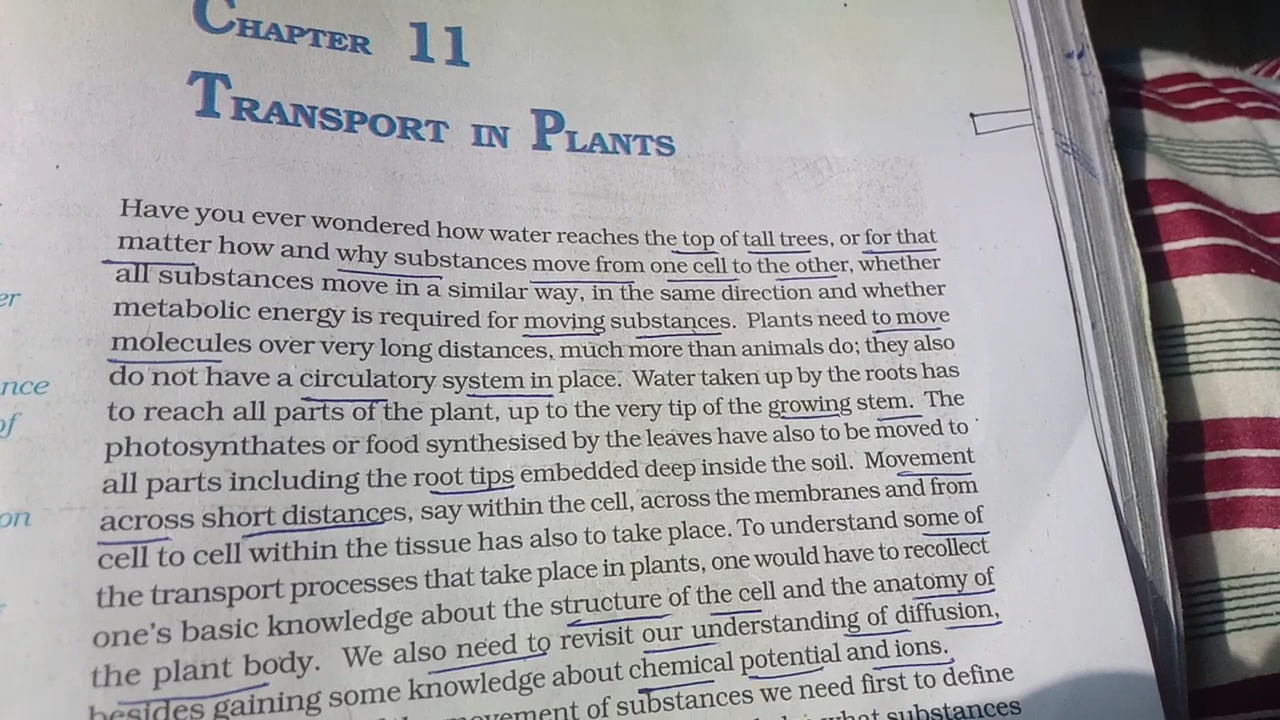 CHAPTER 11
TRANSPORT IN PLANTS
Have you ever wondered how water reaches the top of tall trees, or for that
matter how and why substances move from one cell to the other, whether
all substances move in a similar way, in the same direction and whether
metabolic energy is required for moving substances. Plants need to move
molecules over very long distances, much more than animals do; they also
do not have a circulatory system in place. Water taken up by the roots has
to reach all parts of the plant, up to the very tip of the growing stem. The
photosynthates or food synthesised by the leaves have also to be moved to
all parts including the root tips embedded deep inside the soil. Movement
across short distances, say within the cell, across the membranes and from
cell to cell within the tissue has also to take place. To understand some of
the transport processes that take place in plants, one would have to recollect
one's basic knowledge about the structure of the cell and the anatomy of
the plant body. We also need to revisit our understanding of diffusion,
besides gaining some knowledge about chemical potential and ions.
movement of substances we need first to define
what substances